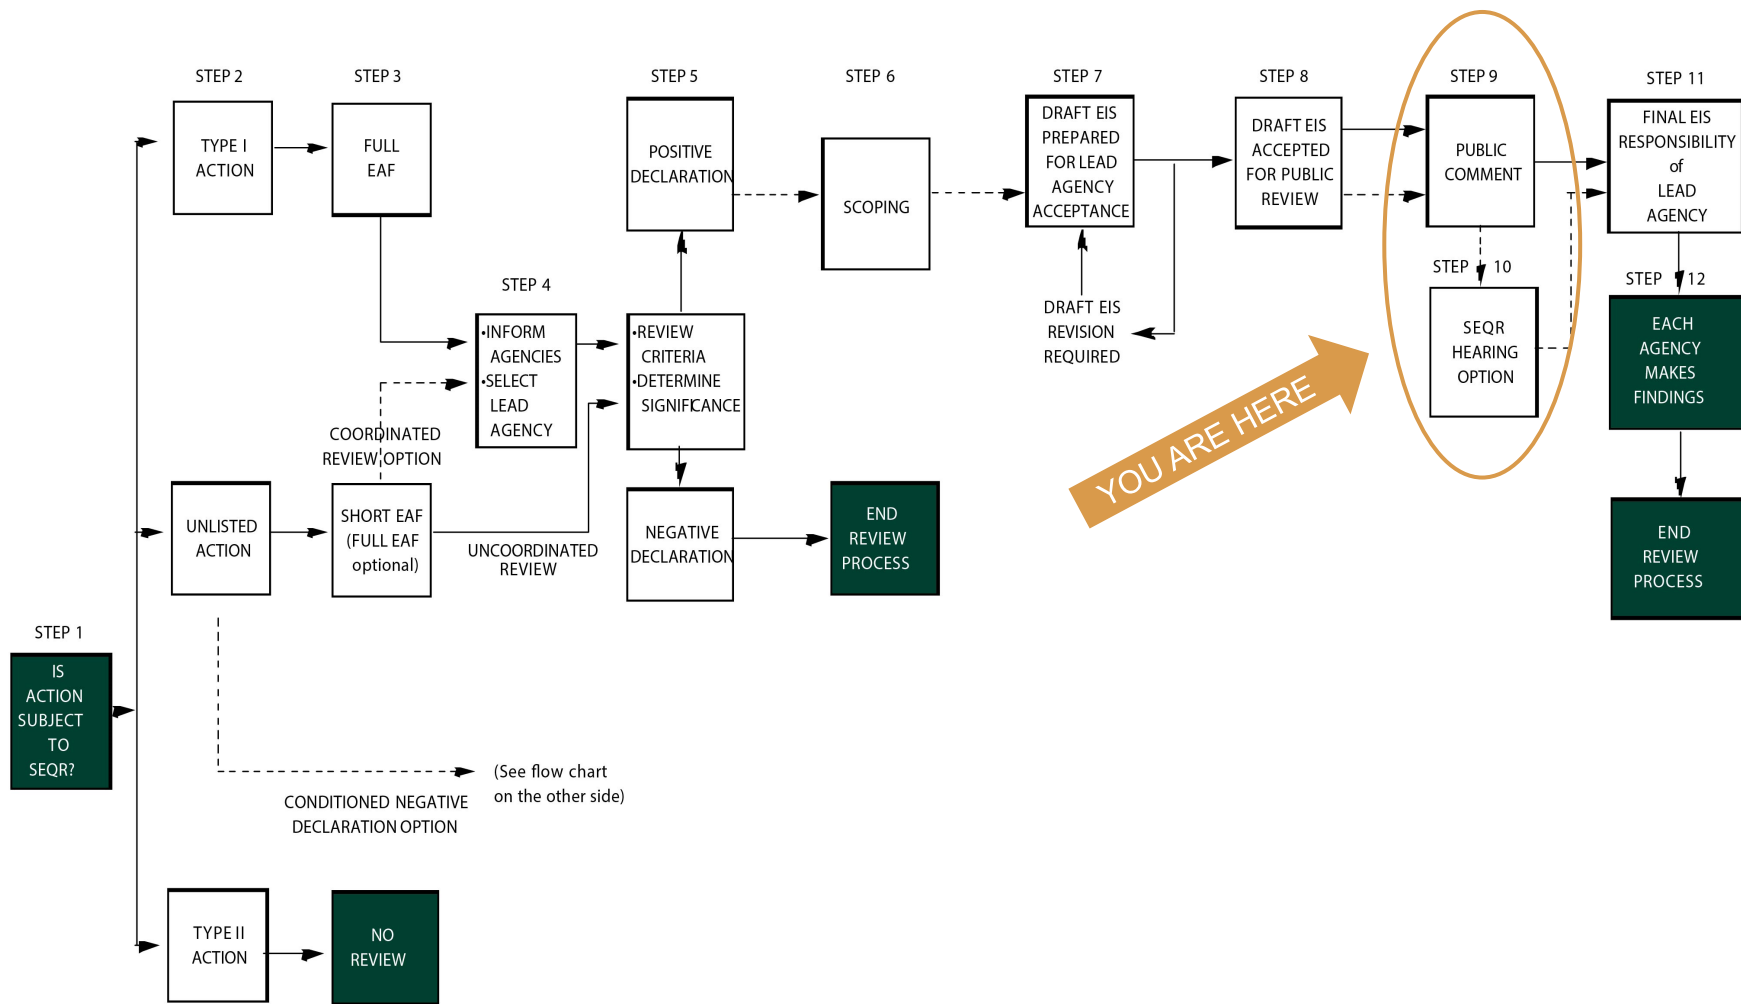 STEP 1
IS
ACTION
SUBJECT
TO
SEQR?
STEP 2
TYPE I
ACTION
UNLISTED
ACTION
TYPE II
ACTION
STEP 3
FULL
EAF
COORDINATED
REVIEW OPTION
SHORT EAF
(FULL EAF
optional)
UNCOORDINATED
REVIEW
CONDITIONED NEGATIVE
DECLARATION OPTION
(See flow chart
on the other side)
NO
REVIEW
STEP 4
•INFORM
AGENCIES
•SELECT
LEAD
AGENCY
STEP 5
POSITIVE
DECLARATION
•REVIEW
CRITERIA
•DETERMINE
SIGNIFICANCE
NEGATIVE
DECLARATION
END
REVIEW
PROCESS
STEP 6
SCOPING
STEP 7
DRAFT EIS
PREPARED
FOR LEAD
AGENCY
ACCEPTANCE
DRAFT EIS
REVISION
REQUIRED
STEP 8
DRAFT EIS
ACCEPTED
FOR PUBLIC
REVIEW
YOU ARE HERE
STEP 9
PUBLIC
COMMENT
STEP 10
SEQR
HEARING
OPTION
STEP 11
FINAL EIS
RESPONSIBILITY
of
LEAD
AGENCY
STEP 12
EACH
AGENCY
MAKES
FINDINGS
END
REVIEW
PROCESS